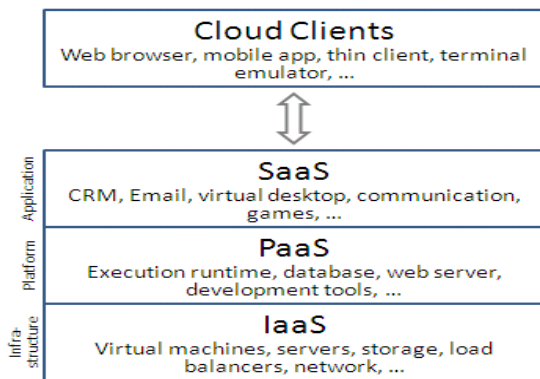 Cloud Clients
Web browser, mobile app, thin client, terminal
emulator, ...
Application
SaaS
CRM, Email, virtual desktop, communication,
games, ...
Platform
PaaS
Execution runtime, database, web server,
development tools, ...
Infra-
structure
IaaS
Virtual machines, servers, storage, load
balancers, network, ...